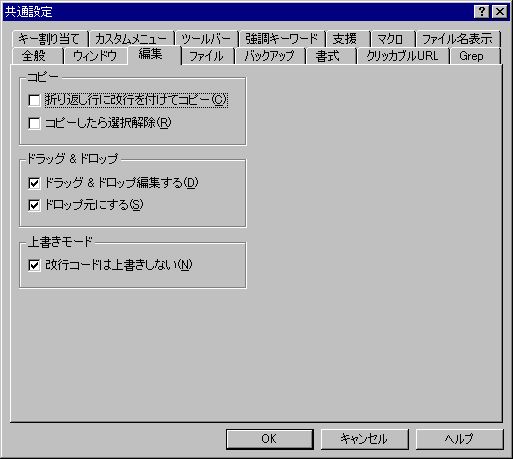 共通設定
キー割り当て カスタムメニュー ツールバー 強調キーワード 支援 マクロ ファイル名表示
全般 ウィンドウ 編集 ファイル バックアップ 書式 クリッカブルURL Grep
コピー
折り返し行に改行を付けてコピー(C)
コピーしたら選択解除(R)
ドラッグ & ドロップ
ドラッグ & ドロップ編集する(D)
ドロップ元にする(S)
上書きモード
改行コードは上書きしない(N)
OK キャンセル ヘルプ